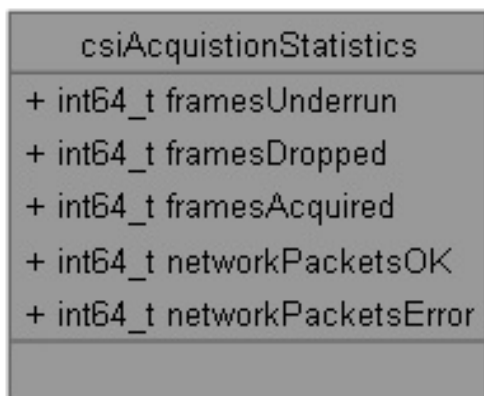 csiAcquistionStatistics
+ int64_t framesUnderrun
+ int64_t framesDropped
+ int64_t framesAcquired
+ int64_t networkPacketsOK
+ int64_t networkPacketsError